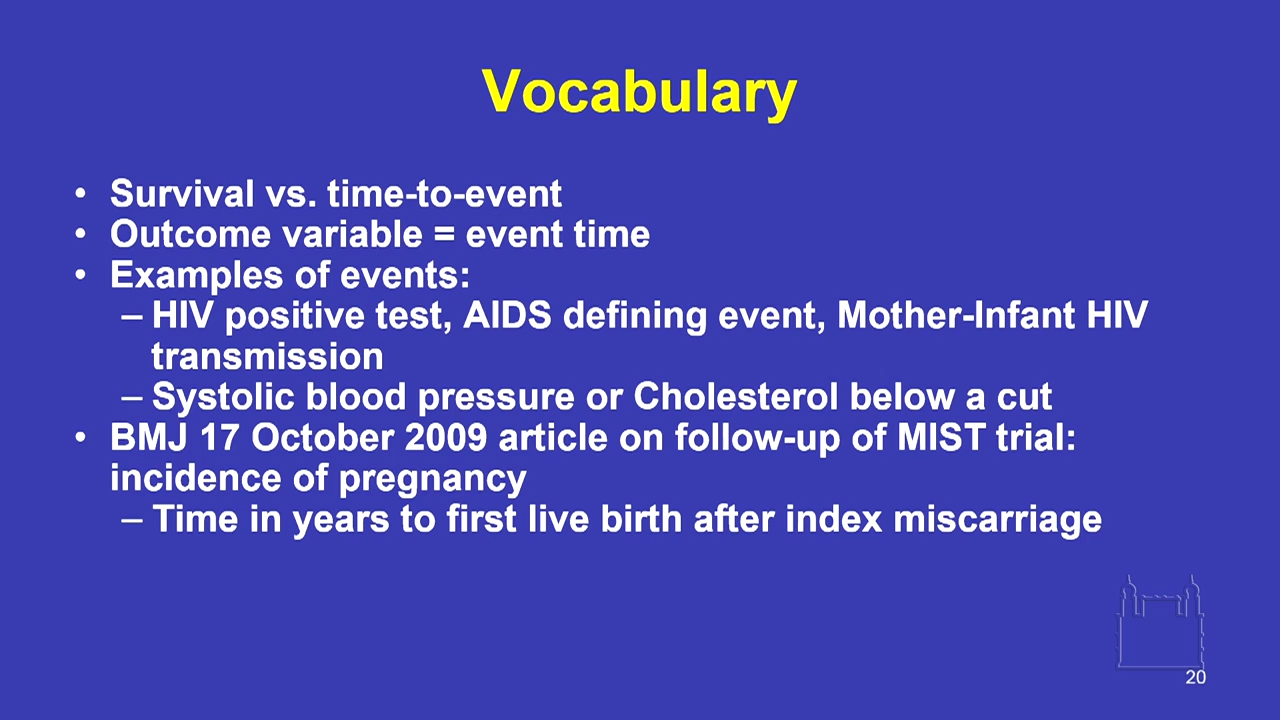 Vocabulary
• Survival vs. time-to-event
• Outcome variable = event time
• Examples of events:
– HIV positive test, AIDS defining event, Mother-Infant HIV
transmission
– Systolic blood pressure or Cholesterol below a cut
• BMJ 17 October 2009 article on follow-up of MIST trial:
incidence of pregnancy
– Time in years to first live birth after index miscarriage
20